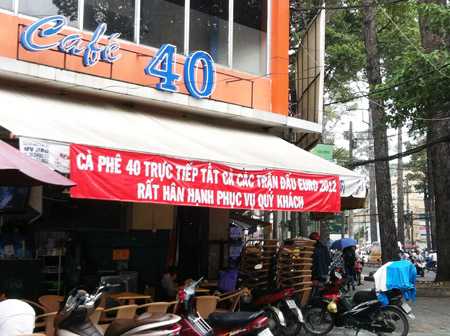 Café 40
CÀ PHÊ 40 TRỰC TIẾP TẤT CẢ CÁC TRẬN ĐẤU EURO 2012
RẤT HÂN HẠNH PHỤC VỤ QUÝ KHÁCH